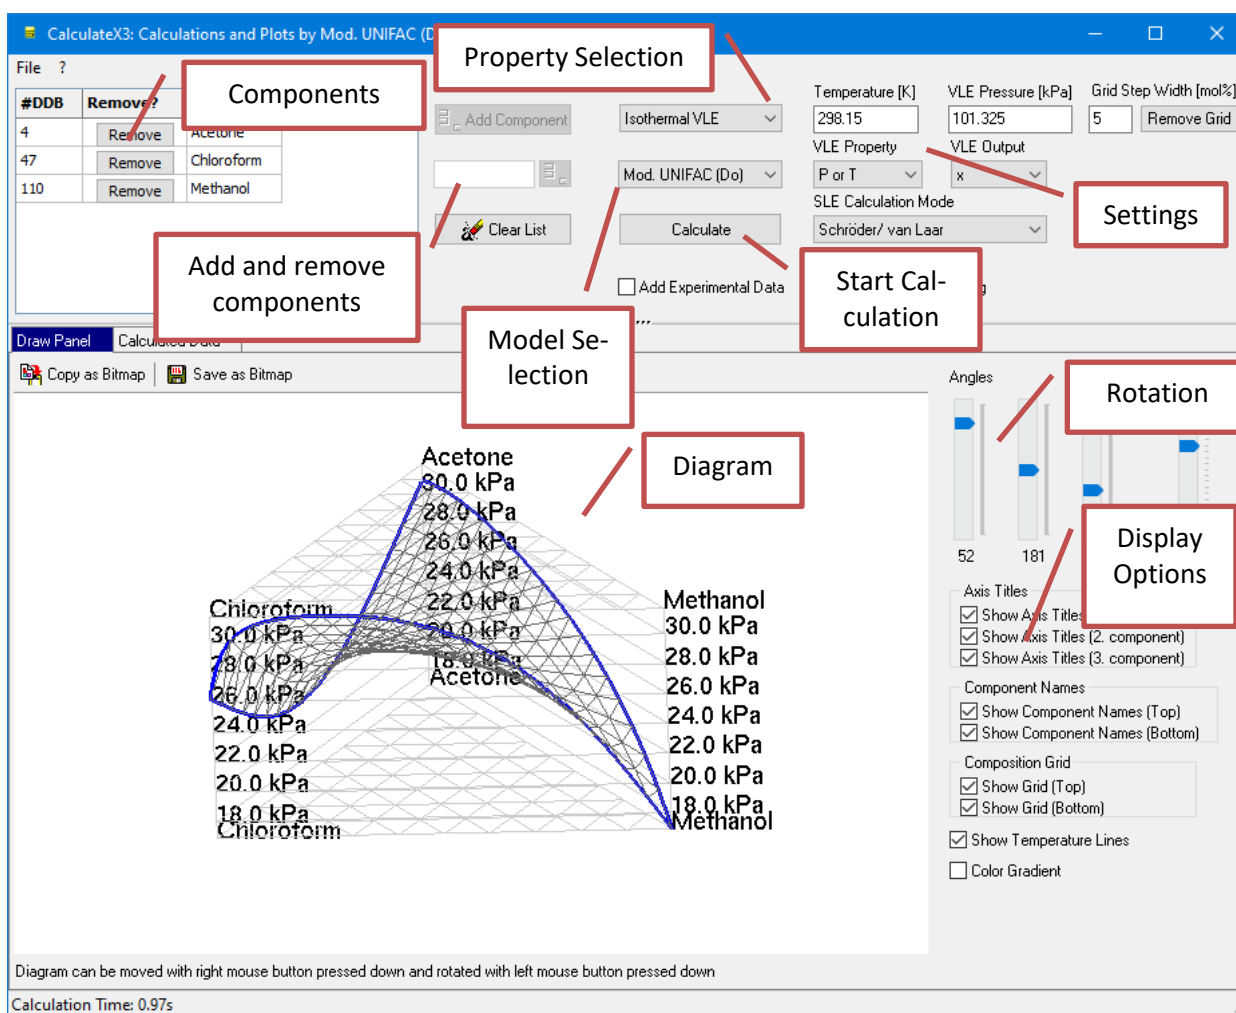 CalculateX3: Calculations and Plots by Mod. UNIFAC (D
Property Selection
File ?
Components
#DDB Remove?
4 Remove Acetone
47 Remove Chloroform
110 Remove Methanol
Add Component
Clear List
Isothermal VLE
Mod. UNIFAC (Do)
Calculate
Add Experimental Data
Temperature [K] VLE Pressure [kPa] Grid Step Width [mol%]
298.15 101.325 5 Remove Grid
VLE Property VLE Output
P or T x
SLE Calculation Mode
Schröder/ van Laar
Settings
Add and remove
components
Start Cal-
culation
Model Se-
lection
Draw Panel Calculated Data
Copy as Bitmap Save as Bitmap
Diagram
Angles
Rotation
52 181
Display
Options
Axis Titles
Show Axis Titles
Show Axis Titles (2. component)
Show Axis Titles (3. component)
Component Names
Show Component Names (Top)
Show Component Names (Bottom)
Composition Grid
Show Grid (Top)
Show Grid (Bottom)
Show Temperature Lines
Color Gradient
Acetone
30.0 kPa
28.0 kPa
26.0 kPa
24.0 kPa
22.0 kPa
20.0 kPa
18.0 kPa
Acetone
Chloroform
30.0 kPa
28.0 kPa
26.0 kPa
24.0 kPa
22.0 kPa
20.0 kPa
18.0 kPa
Chloroform
Methanol
30.0 kPa
28.0 kPa
26.0 kPa
24.0 kPa
22.0 kPa
20.0 kPa
18.0 kPa
Methanol
Diagram can be moved with right mouse button pressed down and rotated with left mouse button pressed down
Calculation Time: 0.97s